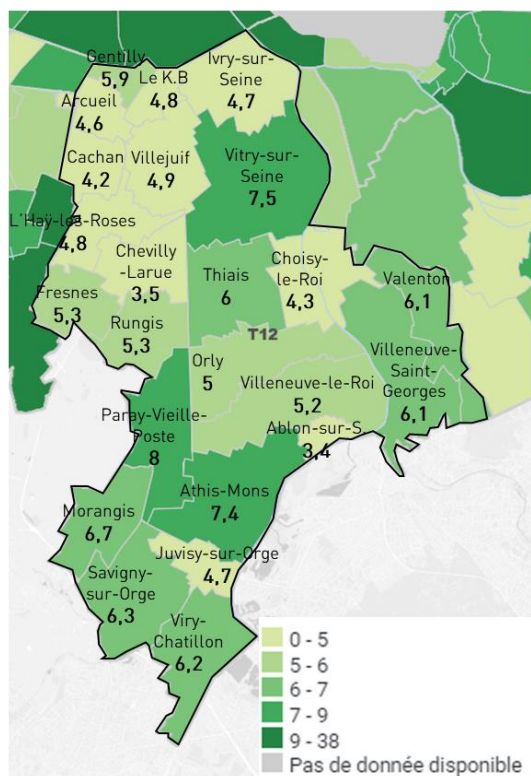 Gentilly
5,9
Le K.B
4,8
Ivry-sur-
Seine
4,7
Arcueil
4,6
Cachan
4,2
Villejuif
4,9
Vitry-sur-
Seine
7,5
L'Haÿ-les-Roses
4,8
Chevilly
-Larue
3,5
Thiais
6
Choisy-
le-Roi
4,3
Valenton
6,1
Fresnes
5,3
Rungis
5,3
T12
Orly
5
Villeneuve-le-Roi
5,2
Villeneuve-
Saint-
Georges
6,1
Paray-Vieille-
Poste
8
Ablon-sur-S.
3,4
Athis-Mons
7,4
Morangis
6,7
Juvisy-sur-Orge
4,7
Savigny-
sur-Orge
6,3
Viry-
Chatillon
6,2
0 - 5
5 - 6
6 - 7
7 - 9
9 - 38
Pas de donnée disponible